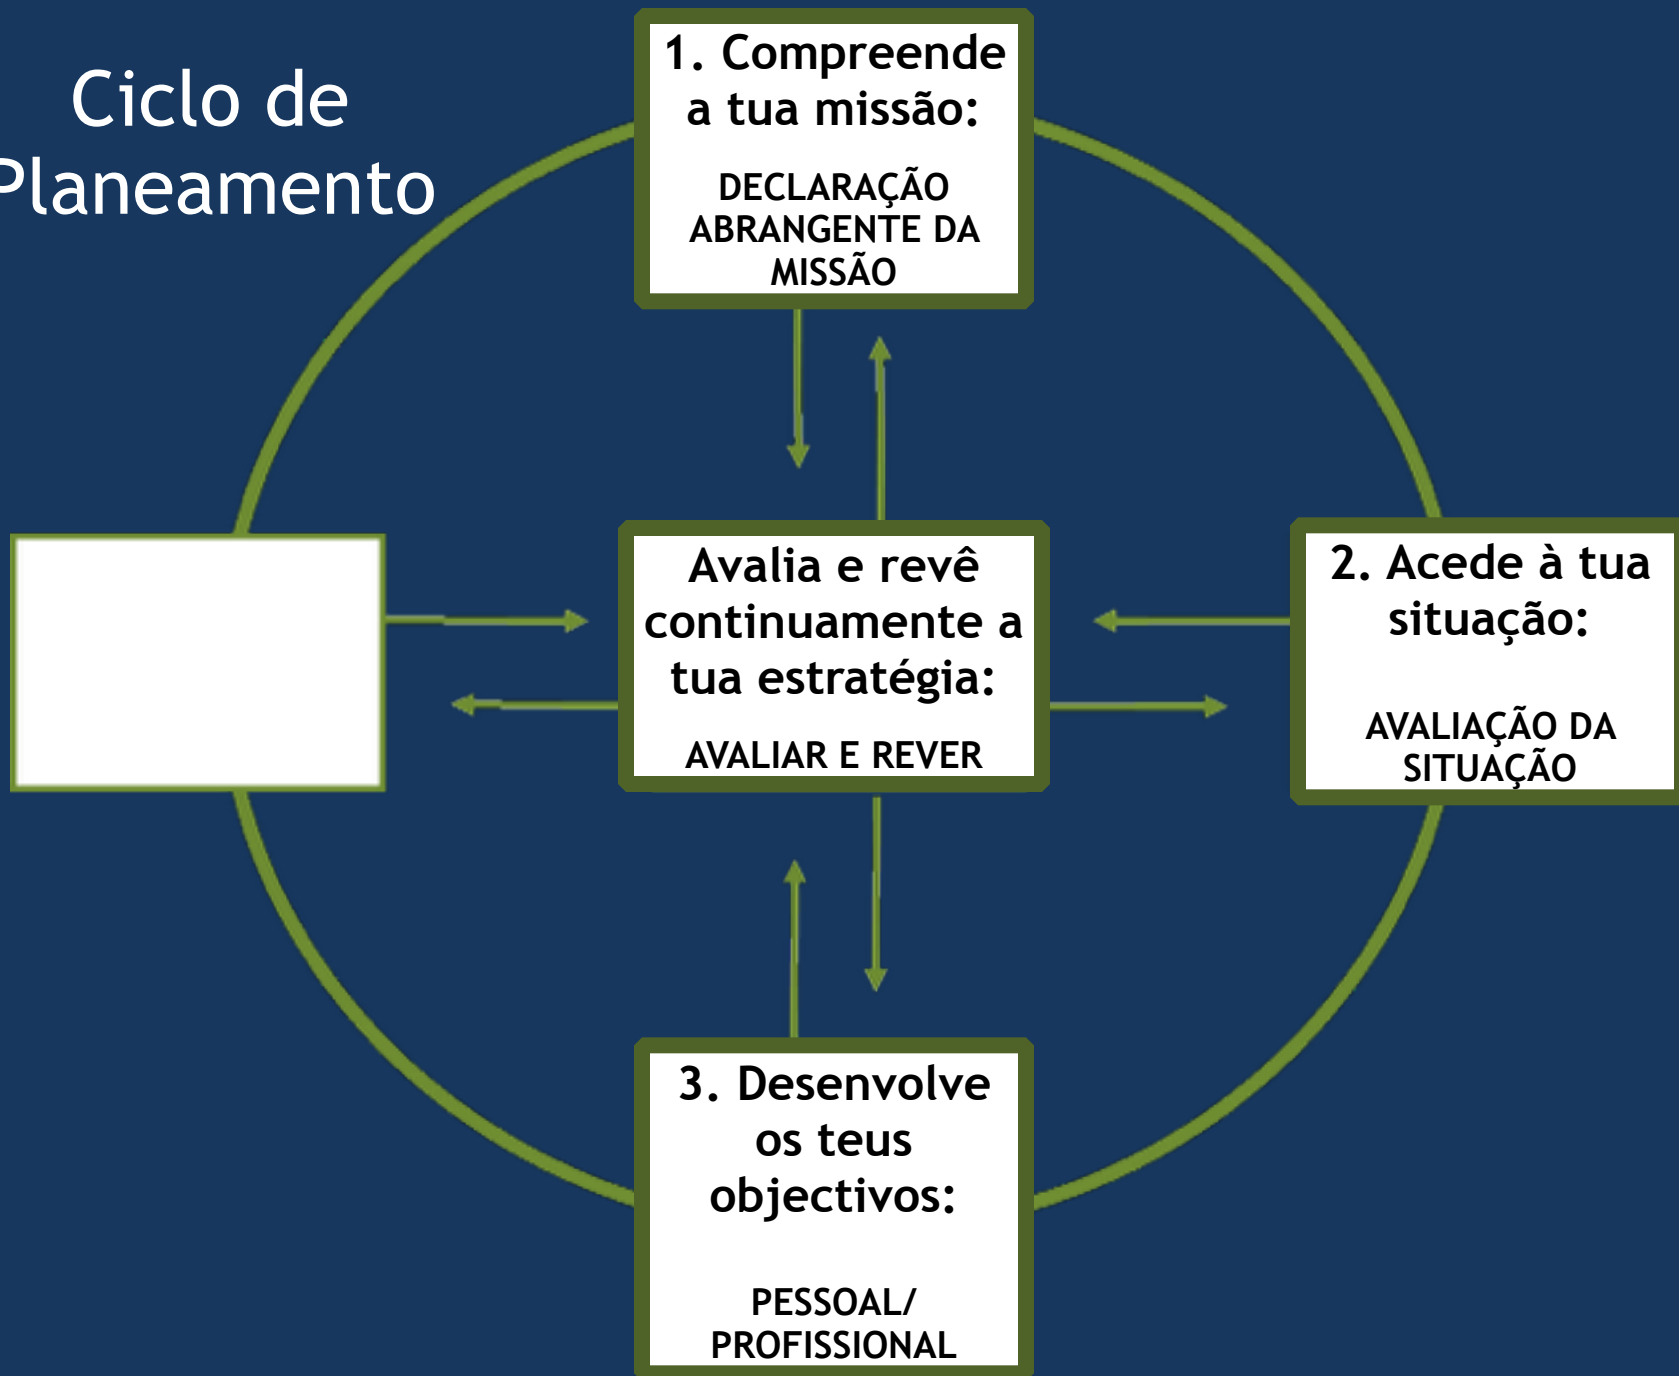 Ciclo de
Planeamento
1. Compreende
a tua missão:
DECLARAÇÃO
ABRANGENTE DA
MISSÃO
Avalia e revê
continuamente a
tua estratégia:
AVALIAR E REVER
2. Acede à tua
situação:
AVALIAÇÃO DA
SITUAÇÃO
3. Desenvolve
os teus
objectivos:
PESSOAL/
PROFISSIONAL